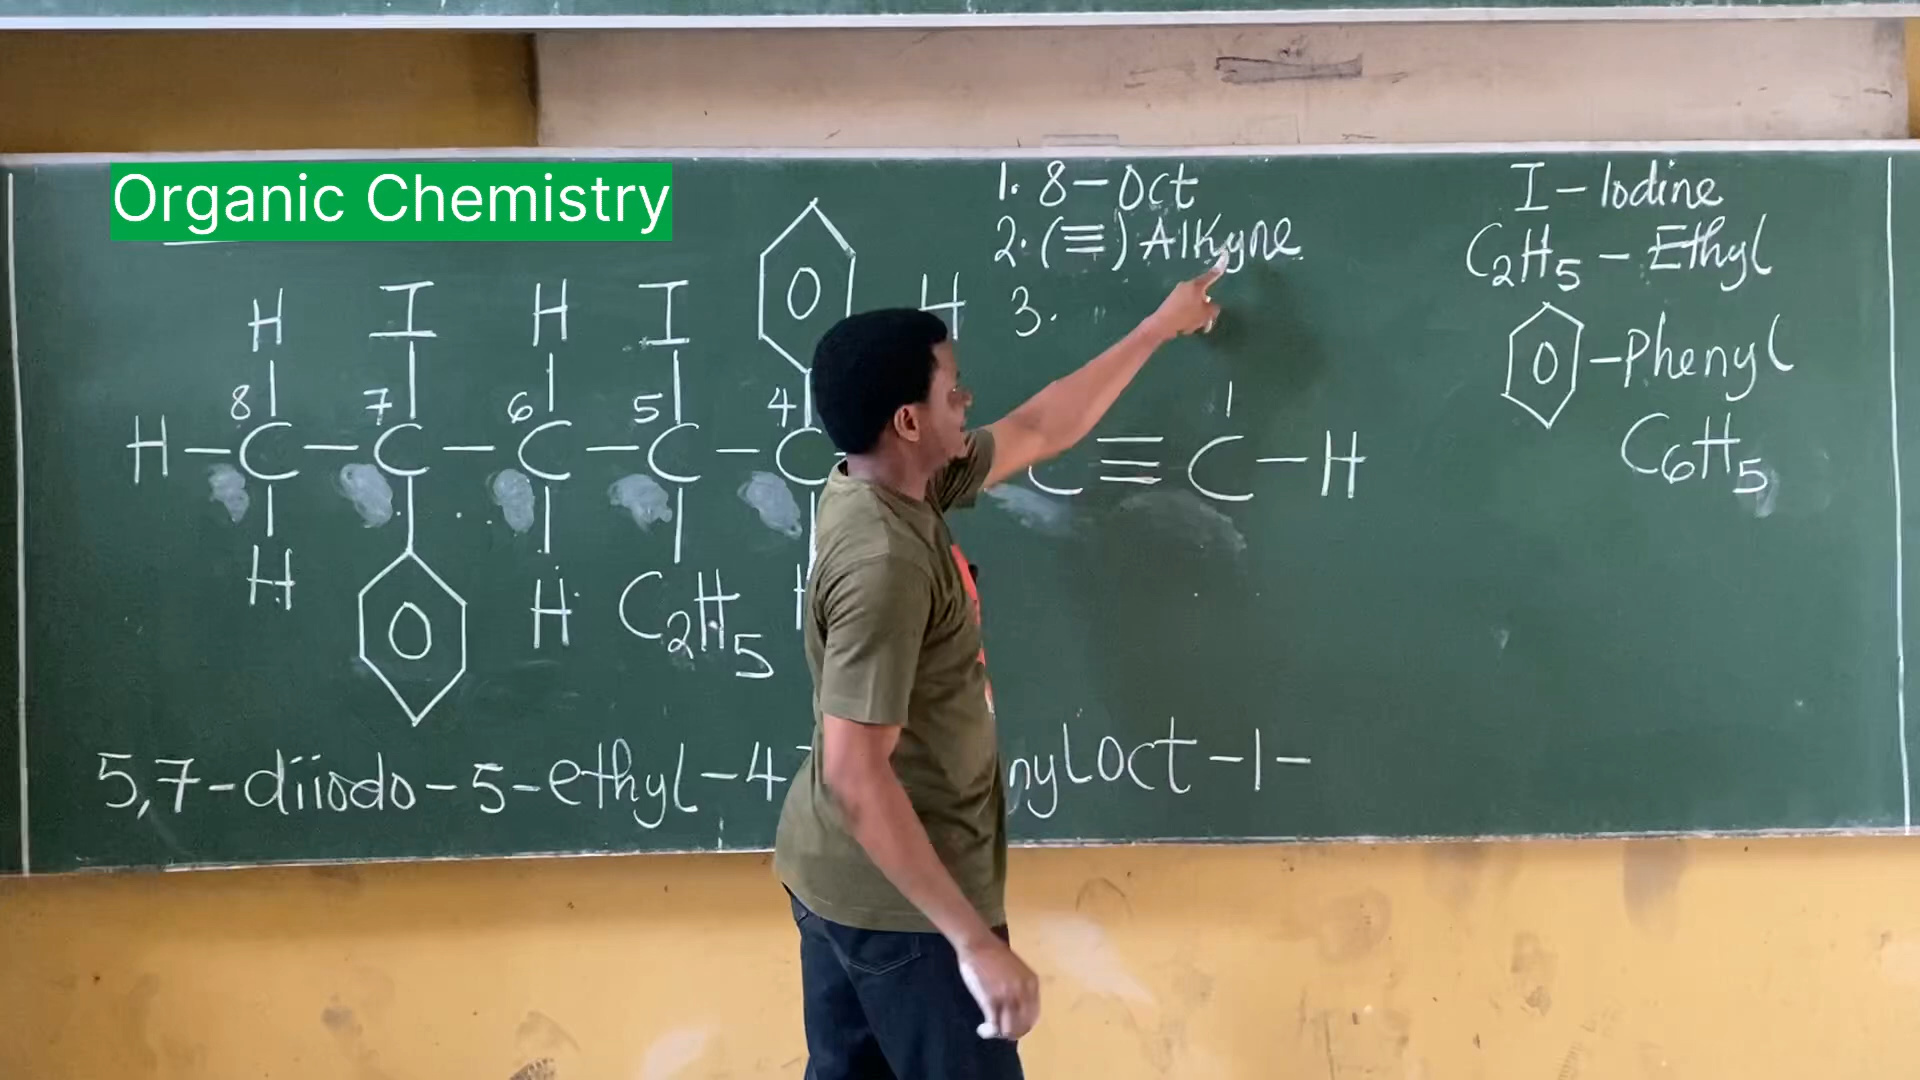 Organic Chemistry
1. 8 – Oct
2. (≡) Alkyne
3.
I – Iodine
C2H5 – Ethyl
– Phenyl
C6H5
H I H I H
8 7 6 5 4
H – C – C – C – C – C C ≡ C – H
H H C2H5
5,7-diiodo-5-ethyl-4 nyloct-1-